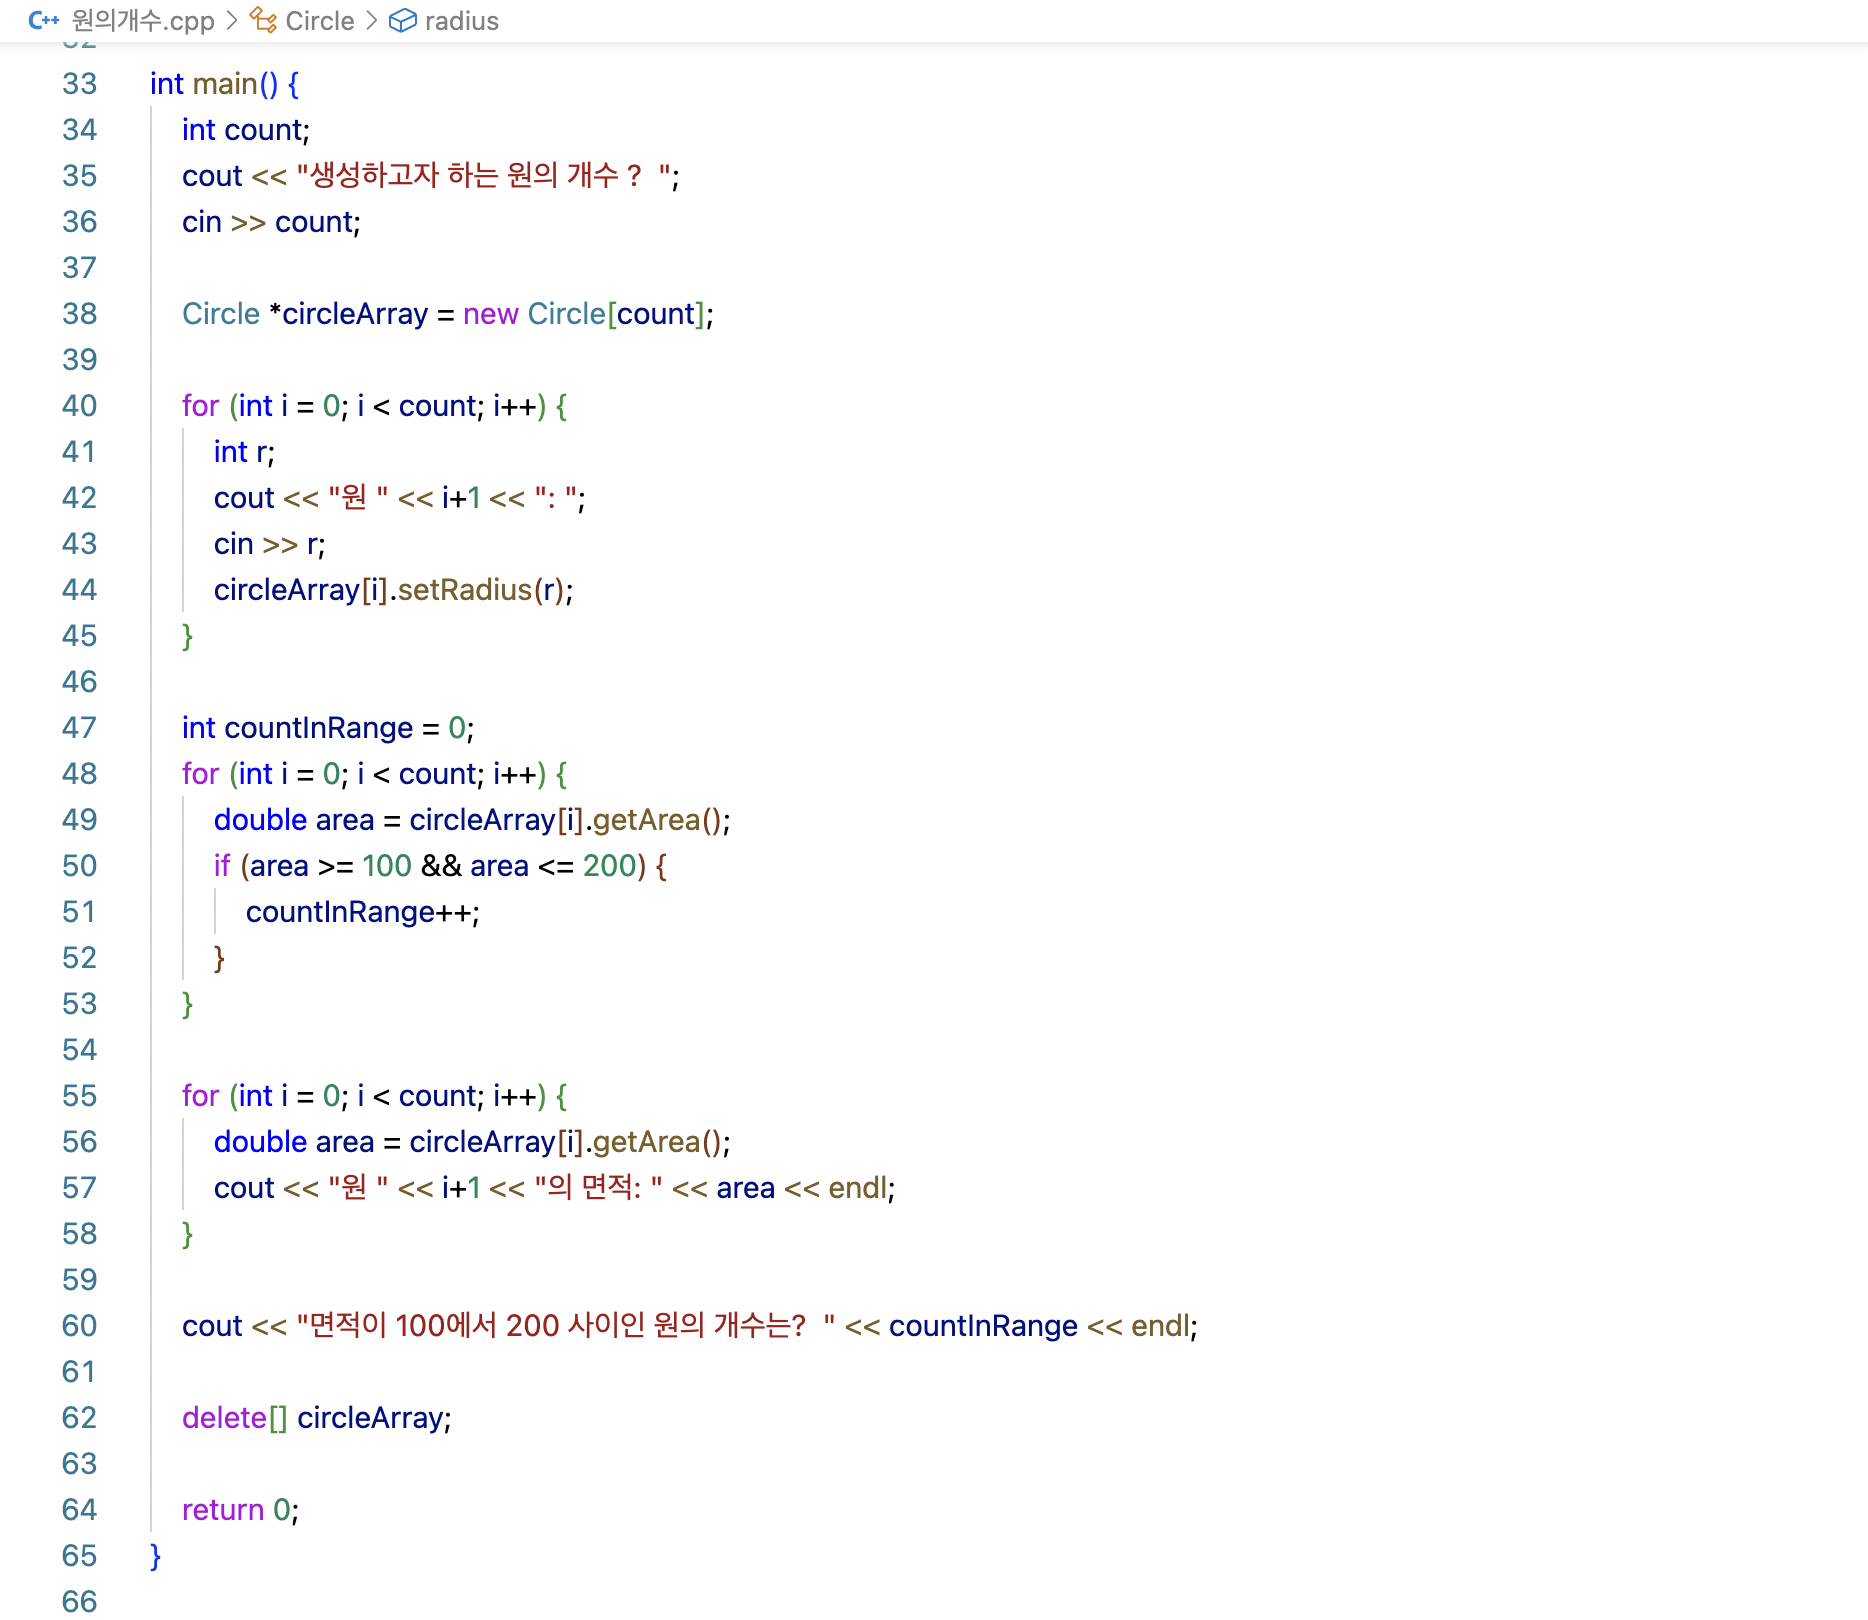 원의개수.cpp > Circle > radius
32
33 int main() {
34 int count;
35 cout << "생성하고자 하는 원의 개수 ?  ";
36 cin >> count;
37
38 Circle *circleArray = new Circle[count];
39
40 for (int i = 0; i < count; i++) {
41 int r;
42 cout << "원 " << i+1 << ": ";
43 cin >> r;
44 circleArray[i].setRadius(r);
45 }
46
47 int countInRange = 0;
48 for (int i = 0; i < count; i++) {
49 double area = circleArray[i].getArea();
50 if (area >= 100 && area <= 200) {
51 countInRange++;
52 }
53 }
54
55 for (int i = 0; i < count; i++) {
56 double area = circleArray[i].getArea();
57 cout << "원 " << i+1 << "의 면적: " << area << endl;
58 }
59
60 cout << "면적이 100에서 200 사이인 원의 개수는?  " << countInRange << endl;
61
62 delete[] circleArray;
63
64 return 0;
65 }
66